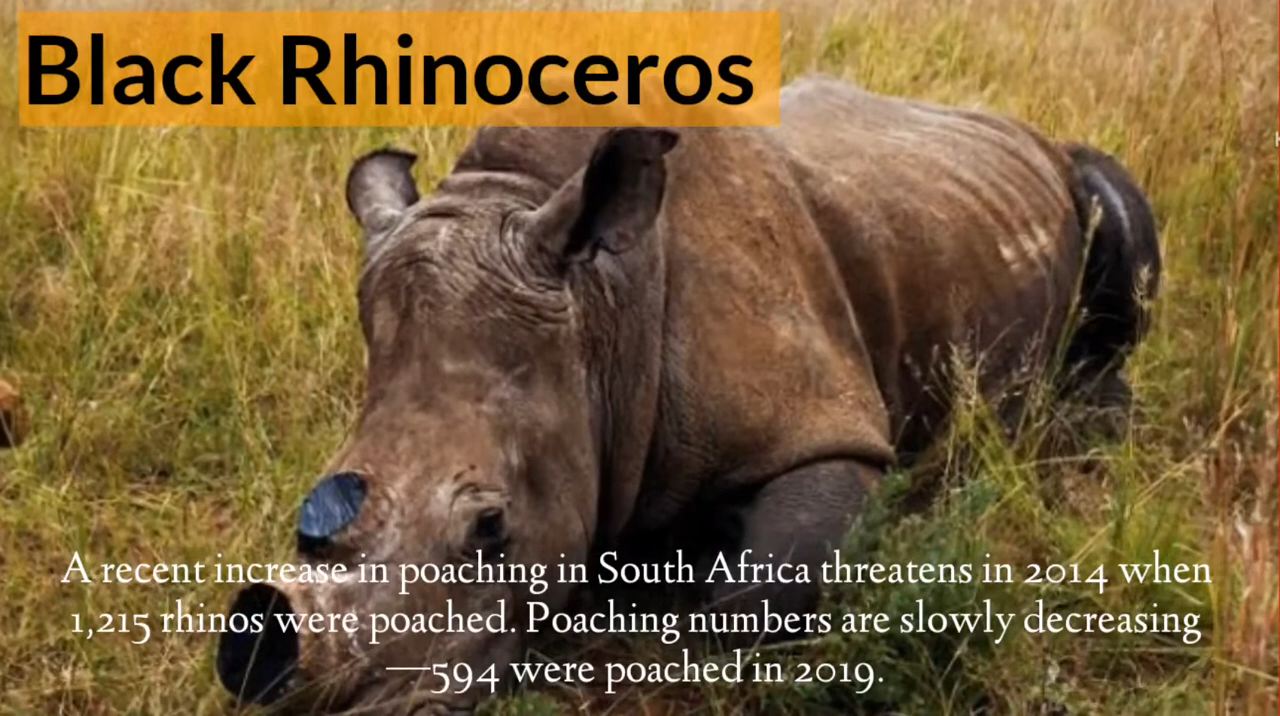 Black Rhinoceros
A recent increase in poaching in South Africa threatens in 2014 when
1,215 rhinos were poached. Poaching numbers are slowly decreasing
—594 were poached in 2019.